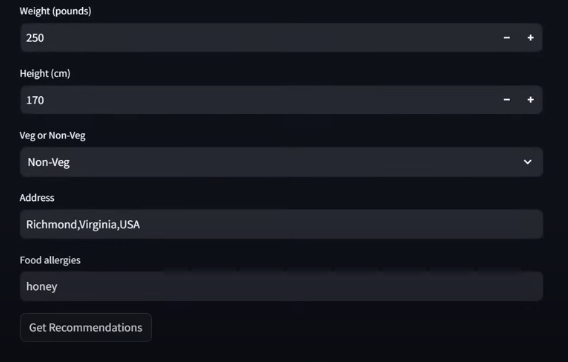 Weight (pounds)
250
Height (cm)
170
Veg or Non-Veg
Non-Veg
Address
Richmond,Virginia,USA
Food allergies
honey
Get Recommendations